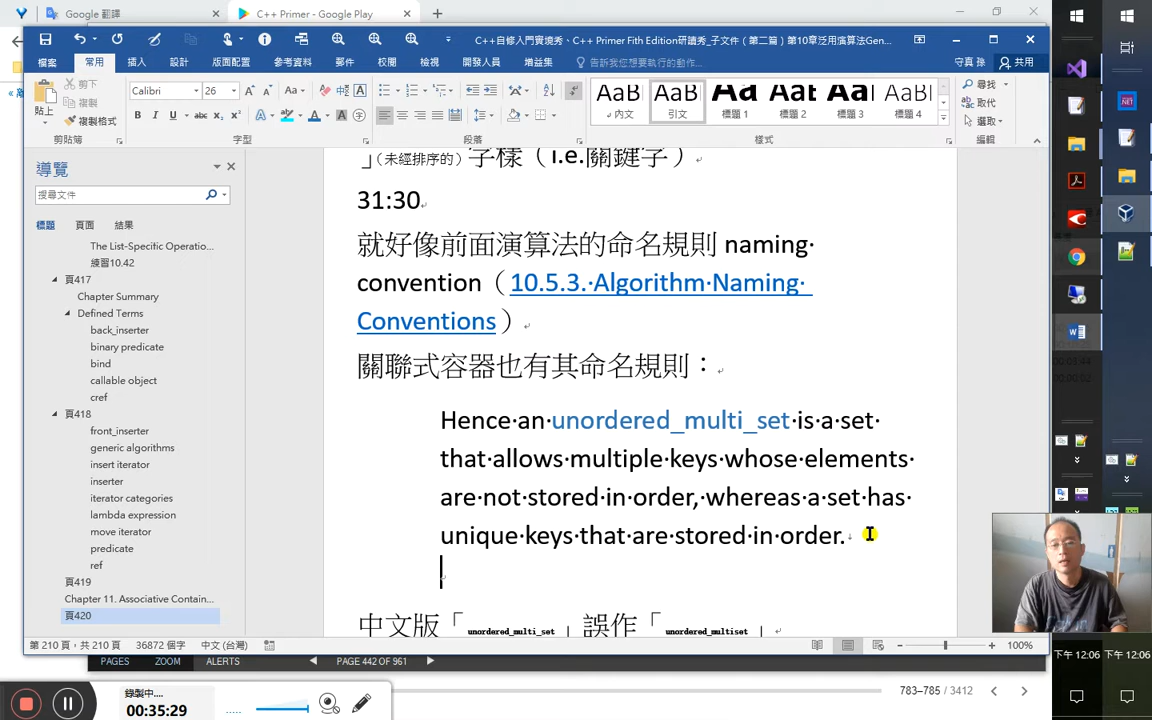 Google 翻譯
C++ Primer - Google Play
C++自修入門實境秀、C++ Primer Fith Edition研讀秀_子文件（第二篇）第10章泛用演算法Gen...
檔案 常用 插入 設計 版面配置 參考資料 郵件 校閱 檢視 開發人員 增益集 告訴我您想要執行的動作... 守真 孫 共用
貼上
剪下
複製
複製格式
剪貼簿
Calibri 26
字型
段落
AaB 內文
AaB 引文
Aa 標題 1
Aab 標題 2
Aal 標題 3
AaBb 標題 4
樣式
尋找
取代
選取
編輯
導覽
搜尋文件
標題 頁面 結果
The List-Specific Operatio...
練習10.42
頁417
Chapter Summary
Defined Terms
back_inserter
binary predicate
bind
callable object
cref
頁418
front_inserter
generic algorithms
insert iterator
inserter
iterator categories
lambda expression
move iterator
predicate
ref
頁419
Chapter 11. Associative Contain...
頁420
」(未經排序的) 字樣（i.e.關鍵字）
31:30
就好像前面演算法的命名規則 naming
convention（10.5.3. Algorithm Naming
Conventions）
關聯式容器也有其命名規則：
Hence an unordered_multi_set is a set
that allows multiple keys whose elements
are not stored in order, whereas a set has
unique keys that are stored in order.
中文版「unordered_multi_set」誤作「unordered_multiset」
第 210 頁，共 210 頁 36872 個字 中文 (台灣) 100%
PAGES ZOOM ALERTS PAGE 442 OF 961
錄製中....
00:35:29
783–785 / 3412
下午 12:06 下午 12:06